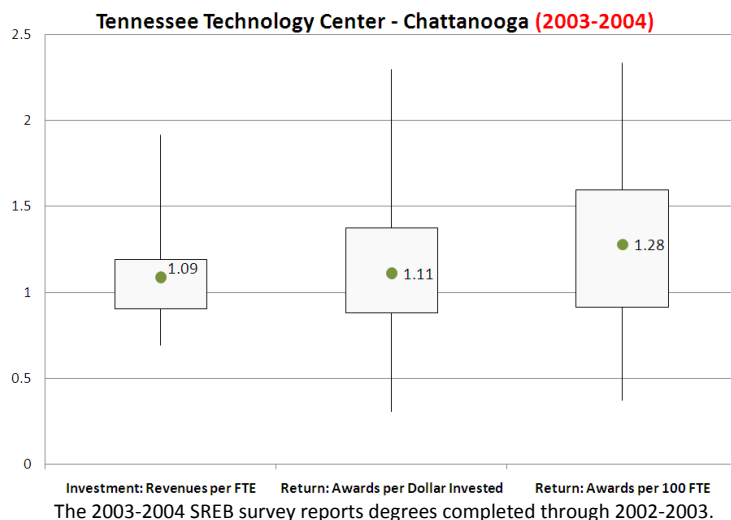 Tennessee Technology Center - Chattanooga (2003-2004)
2.5
2
1.5
1
0.5
0
1.09
1.11
1.28
Investment: Revenues per FTE
Return: Awards per Dollar Invested
Return: Awards per 100 FTE
The 2003-2004 SREB survey reports degrees completed through 2002-2003.